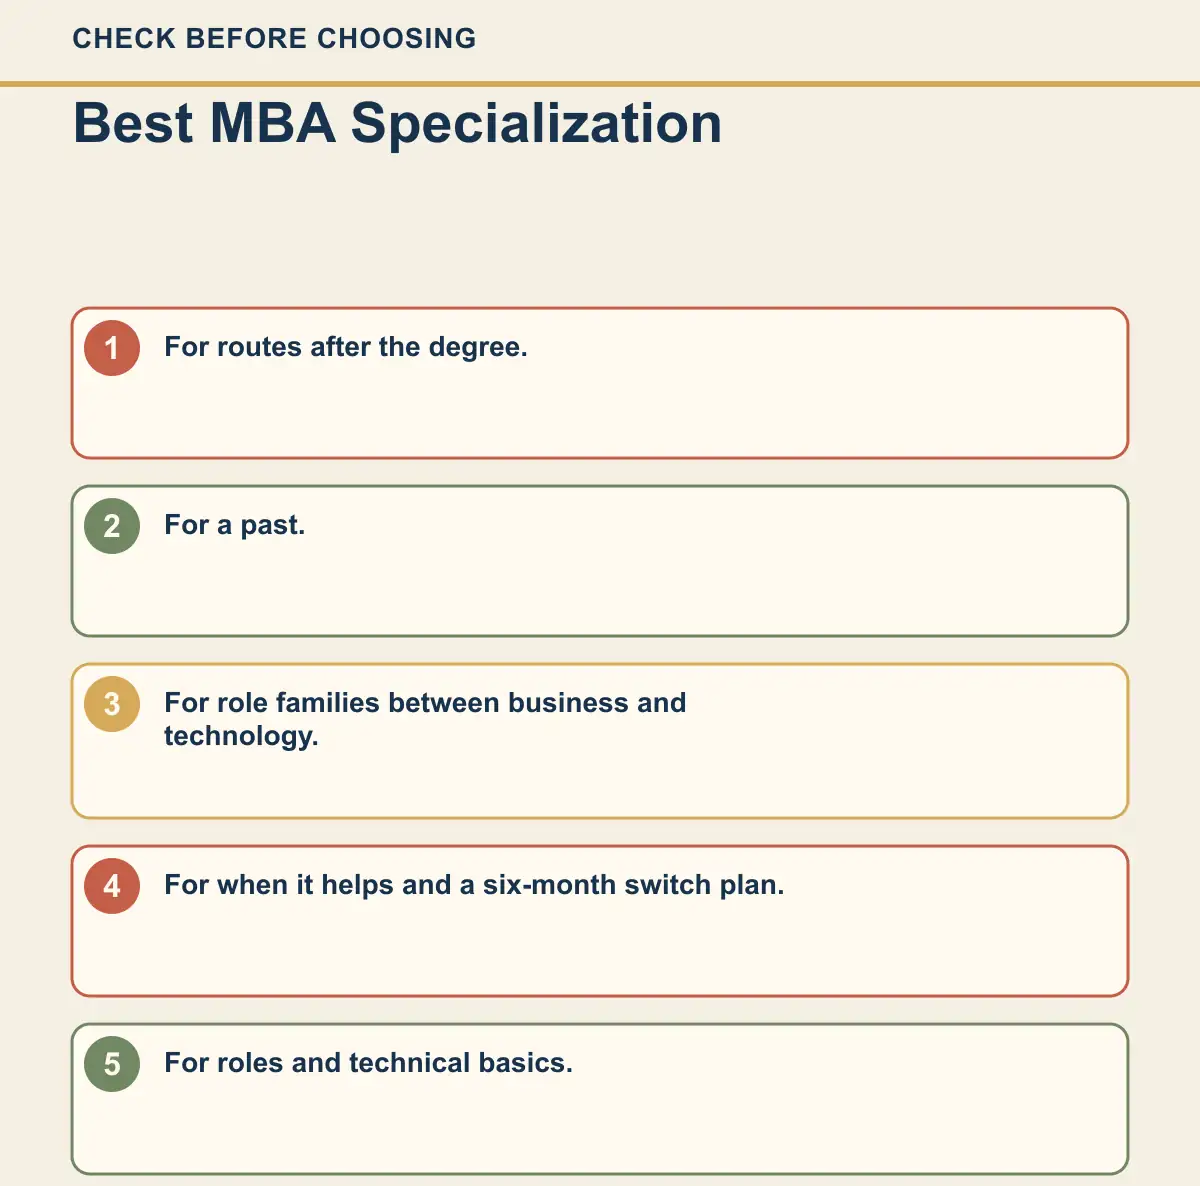 CHECK BEFORE CHOOSING
Best MBA Specialization
1 For routes after the degree.
2 For a past.
3 For role families between business and
technology.
4 For when it helps and a six-month switch plan.
5 For roles and technical basics.